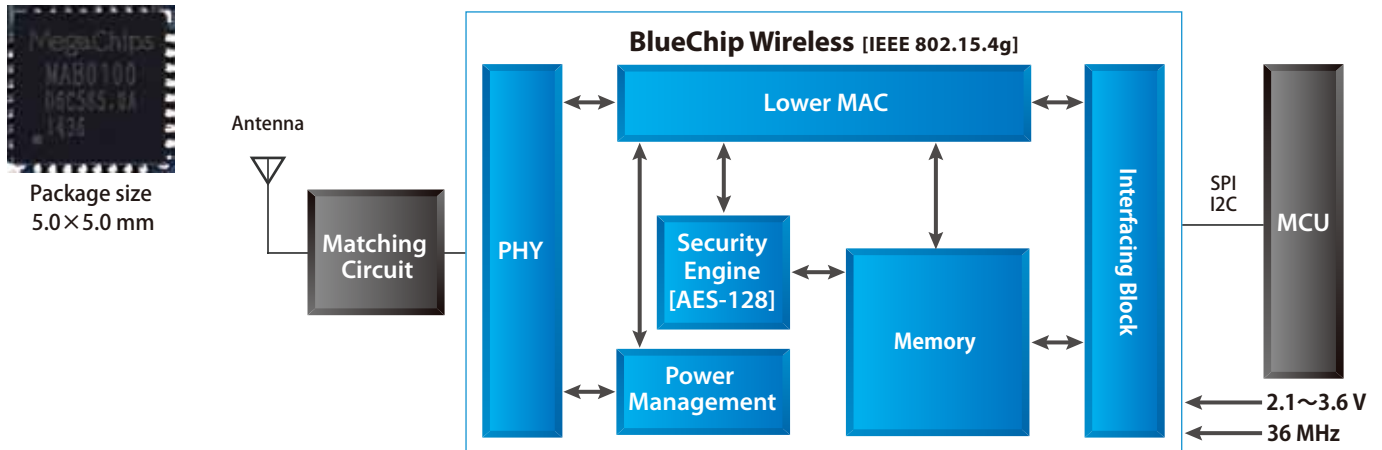 MegaChips
MAB0100
1436
Package size
5.0×5.0 mm
Antenna
Matching
Circuit
BlueChip Wireless [IEEE 802.15.4g]
PHY
Lower MAC
Security
Engine
[AES-128]
Power
Management
Memory
Interfacing Block
SPI
I2C
MCU
2.1～3.6 V
36 MHz